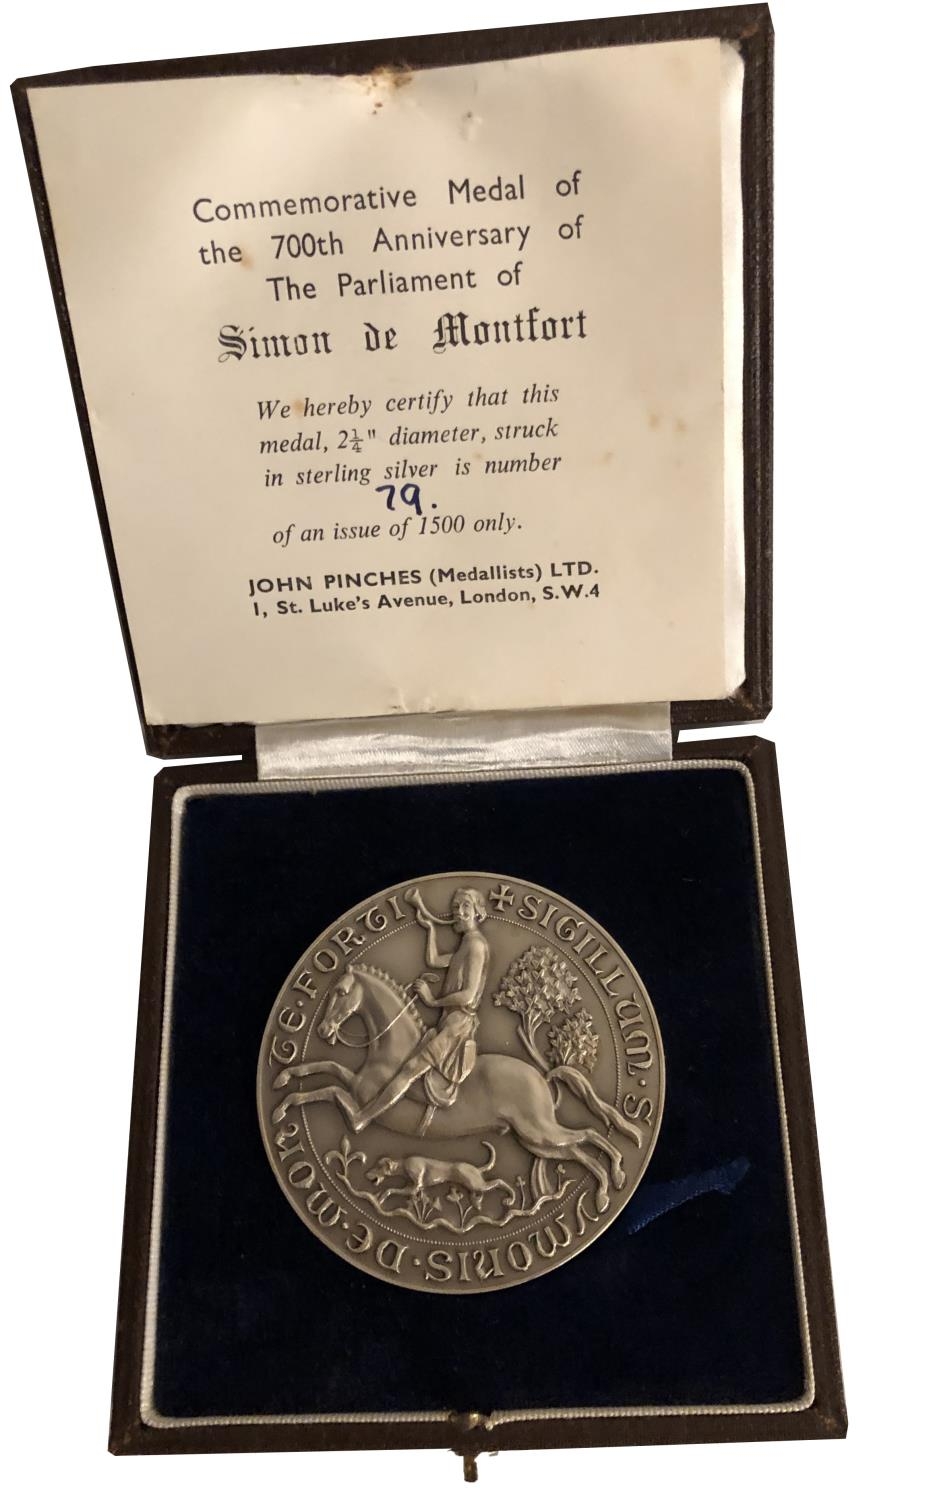 Commemorative Medal of
the 700th Anniversary of
The Parliament of
Simon de Montfort
We hereby certify that this
medal, 2¼" diameter, struck
in sterling silver is number
79.
of an issue of 1500 only.
JOHN PINCHES (Medallists) LTD.
1, St. Luke's Avenue, London, S.W.4
✠ SIGILLUM · SYMONIS · DE · MONTE · FORTI